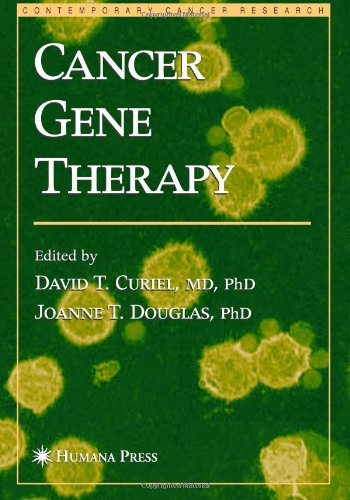 CONTEMPORARY CANCER RESEARCH
CANCER
GENE
THERAPY
Edited by
DAVID T. CURIEL, MD, PhD
JOANNE T. DOUGLAS, PhD
HUMANA PRESS